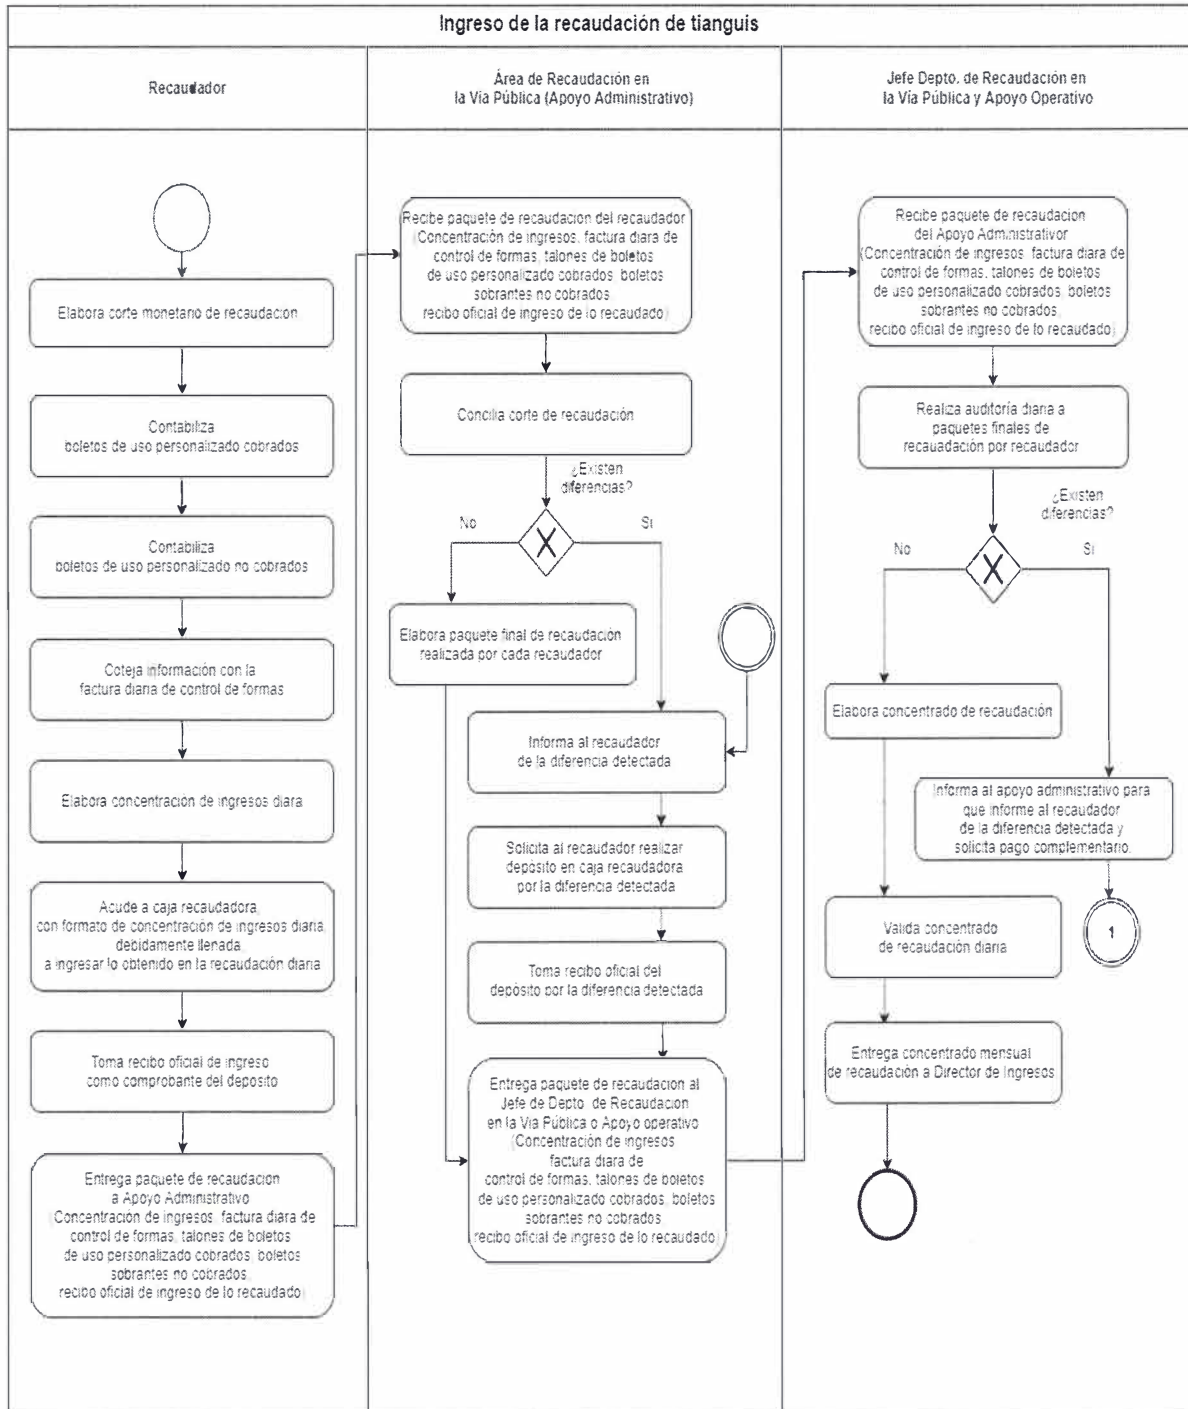 Ingreso de la recaudación de tianguis
Recaudador
Área de Recaudación en
la Vía Pública (Apoyo Administrativo)
Jefe Depto. de Recaudación en
la Vía Pública y Apoyo Operativo
Elabora corte monetario de recaudación
Contabiliza
boletos de uso personalizado cobrados
Contabiliza
boletos de uso personalizado no cobrados
Coteja información con la
factura diaria de control de formas
Elabora concentración de ingresos diaria
Acude a caja recaudadora,
con formato de concentración de ingresos diaria,
debidamente llenada,
a ingresar lo obtenido en la recaudación diaria
Toma recibo oficial de ingreso
como comprobante del deposito
Entrega paquete de recaudación
a Apoyo Administrativo
(Concentración de ingresos, factura diara de
control de formas, talones de boletos
de uso personalizado cobrados, boletos
sobrantes no cobrados,
recibo oficial de ingreso de lo recaudado)
Recibe paquete de recaudación del recaudador
(Concentración de ingresos, factura diara de
control de formas, talones de boletos
de uso personalizado cobrados, boletos
sobrantes no cobrados
recibo oficial de ingreso de lo recaudado)
Concilia corte de recaudación
¿Existen
diferencias?
No
Si
Elabora paquete final de recaudación
realizada por cada recaudador
Informa al recaudador
de la diferencia detectada
Solicita al recaudador realizar
depósito en caja recaudadora
por la diferencia detectada
Toma recibo oficial del
depósito por la diferencia detectada
Entrega paquete de recaudación al
Jefe de Depto. de Recaudación
en la Vía Pública o Apoyo operativo
(Concentración de ingresos
factura diara de
control de formas, talones de boletos
de uso personalizado cobrados, boletos
sobrantes no cobrados
recibo oficial de ingreso de lo recaudado)
Recibe paquete de recaudacion
del Apoyo Administrativor
(Concentración de ingresos, factura diara de
control de formas, talones de boletos
de uso personalizado cobrados, boletos
sobrantes no cobrados,
recibo oficial de ingreso de lo recaudado)
Realiza auditoría diaria a
paquetes finales de
recauadación por recaudador
¿Existen
diferencias?
No
Si
Elabora concentrado de recaudación
Informa al apoyo administrativo para
que informe al recaudador
de la diferencia detectada y
solicita pago complementario.
1
Valida concentrado
de recaudación diaria
Entrega concentrado mensual
de recaudación a Director de Ingresos